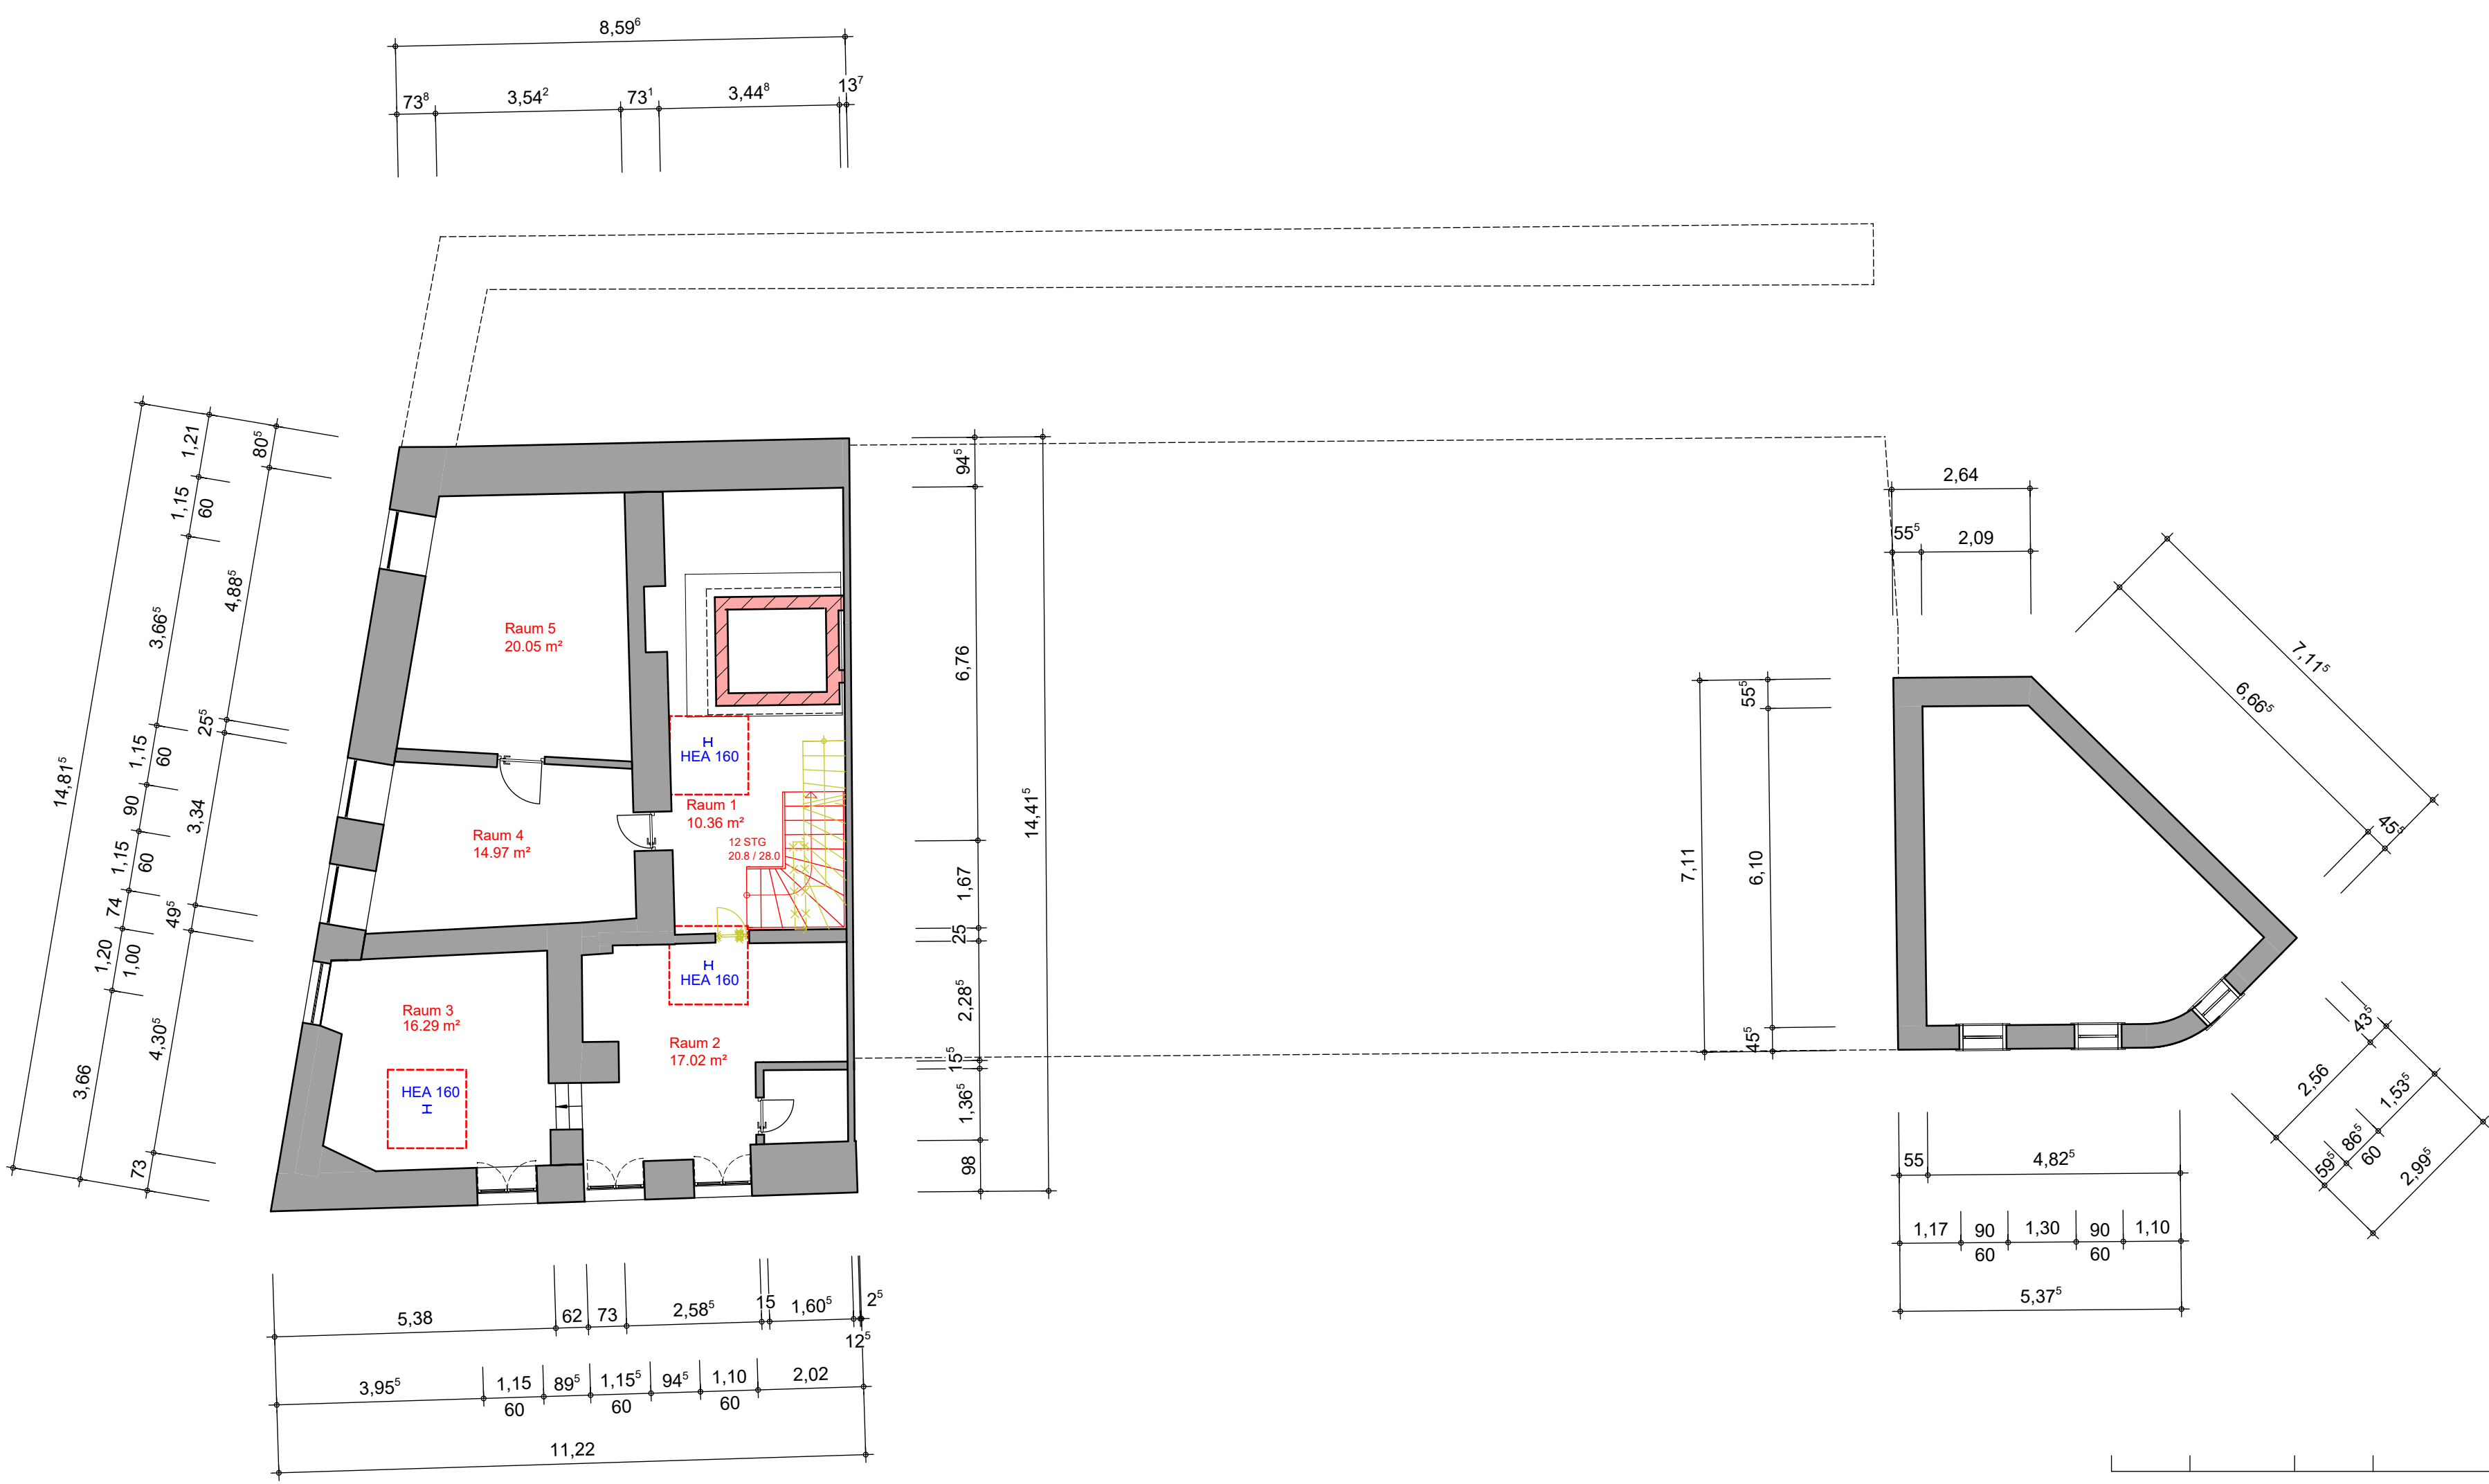 8,59⁶
73⁸ 3,54² 73¹ 3,44⁸ 13⁷
1,21
80⁵
1,15
60
4,88⁵
3,66⁵
25⁵
1,15
60
14,81⁵
90
3,34
1,15
60
74
49⁵
1,20
1,00
4,30⁵
3,66
73
Raum 5
20.05 m²
H
HEA 160
Raum 1
10.36 m²
12 STG
20.8 / 28.0
Raum 4
14.97 m²
H
HEA 160
Raum 3
16.29 m²
Raum 2
17.02 m²
HEA 160
H
94⁵
6,76
14,41⁵
1,67
25
2,28⁵
15⁵
1,36⁵
98
5,38 62 73 2,58⁵ 15 1,60⁵ 2⁵
12⁵
3,95⁵ 1,15 89⁵ 1,15⁵ 94⁵ 1,10 2,02
60 60 60
11,22
2,64
55⁵ 2,09
7,11⁵
6,66⁵
45⁵
55⁵
7,11
6,10
45⁵
43⁵
2,56
1,53⁵
86⁵
60
59⁵
2,99⁵
55 4,82⁵
1,17 90 1,30 90 1,10
60 60
5,37⁵